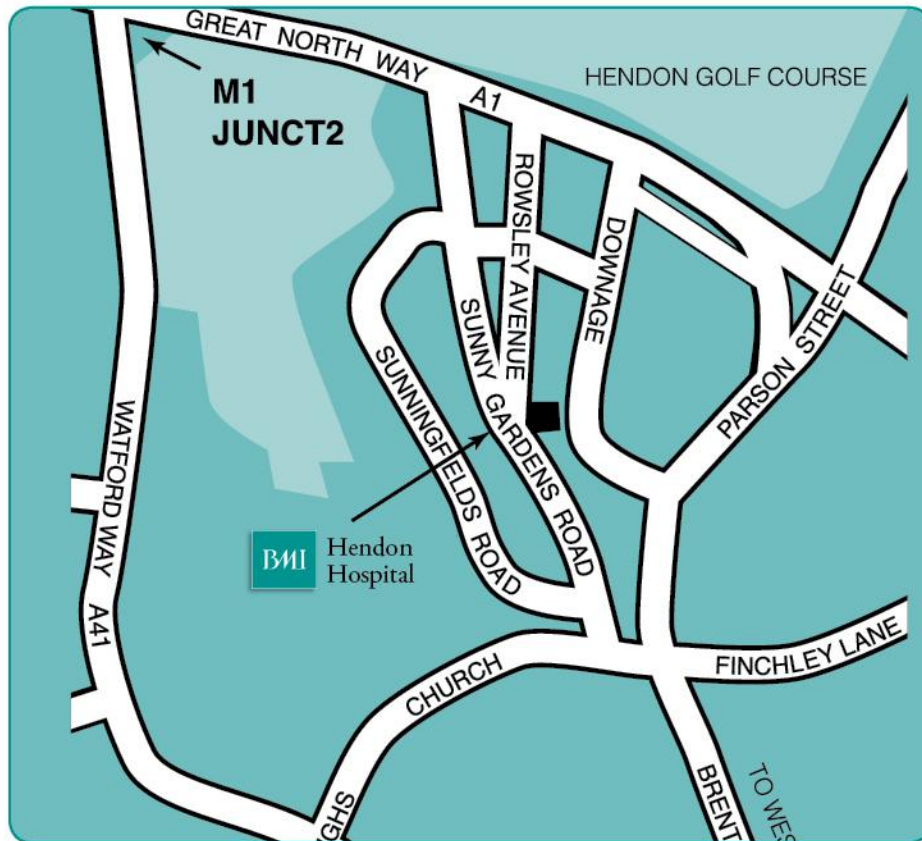 GREAT NORTH WAY
A1
HENDON GOLF COURSE
M1
JUNCT2
ROWSLEY AVENUE
DOWNAGE
SUNNY GARDENS ROAD
SUNNINGFIELDS ROAD
PARSON STREET
WATFORD WAY
A41
BMI
Hendon
Hospital
CHURCH
FINCHLEY LANE
GHS
BRENT
TO WES